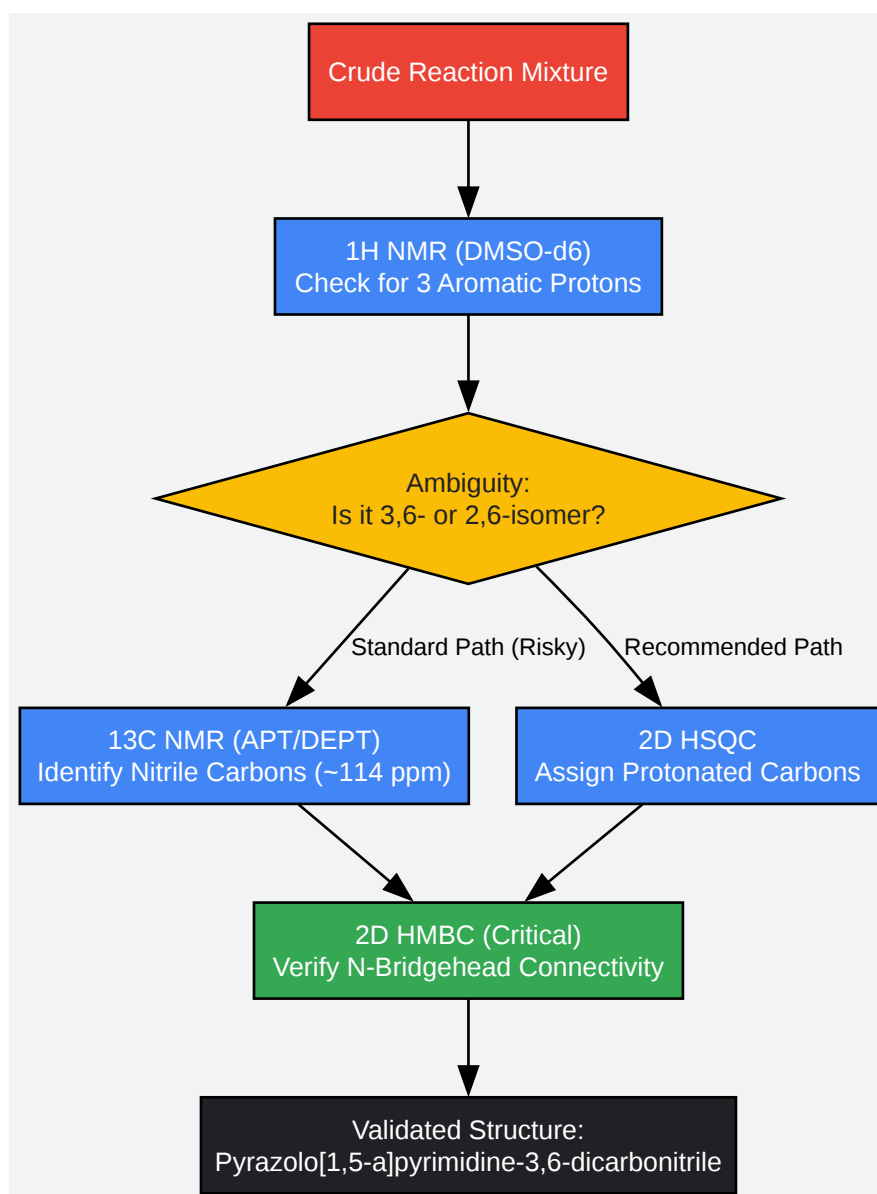 Crude Reaction Mixture
1H NMR (DMSO-d6)
Check for 3 Aromatic Protons
Ambiguity:
Is it 3,6- or 2,6-isomer?
Standard Path (Risky)
Recommended Path
13C NMR (APT/DEPT)
Identify Nitrile Carbons (~114 ppm)
2D HSQC
Assign Protonated Carbons
2D HMBC (Critical)
Verify N-Bridgehead Connectivity
Validated Structure:
Pyrazolo[1,5-a]pyrimidine-3,6-dicarbonitrile